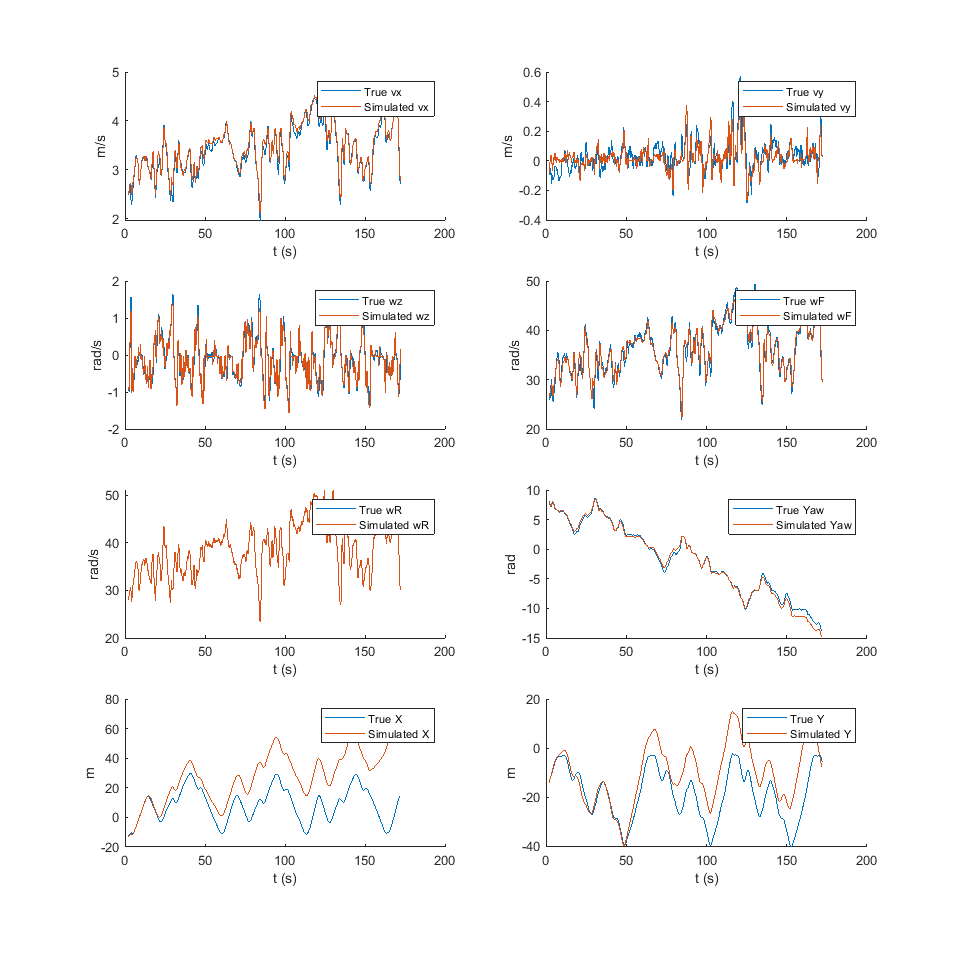 5
4
3
2
m/s
True vx
Simulated vx
0 50 100 150 200
t (s)
0.6
0.4
0.2
0
-0.2
-0.4
m/s
True vy
Simulated vy
0 50 100 150 200
t (s)
2
1
0
-1
-2
rad/s
True wz
Simulated wz
0 50 100 150 200
t (s)
50
40
30
20
rad/s
True wF
Simulated wF
0 50 100 150 200
t (s)
50
40
30
20
rad/s
True wR
Simulated wR
0 50 100 150 200
t (s)
10
5
0
-5
-10
-15
rad
True Yaw
Simulated Yaw
0 50 100 150 200
t (s)
80
60
40
20
0
-20
m
True X
Simulated X
0 50 100 150 200
t (s)
20
0
-20
-40
m
True Y
Simulated Y
0 50 100 150 200
t (s)